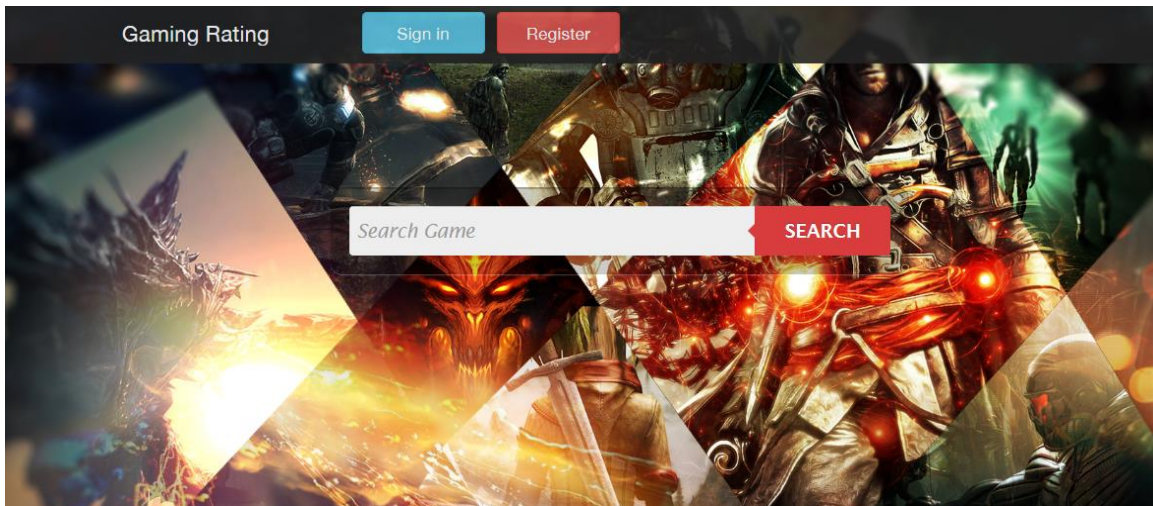 Gaming Rating
Sign in
Register
Search Game
SEARCH